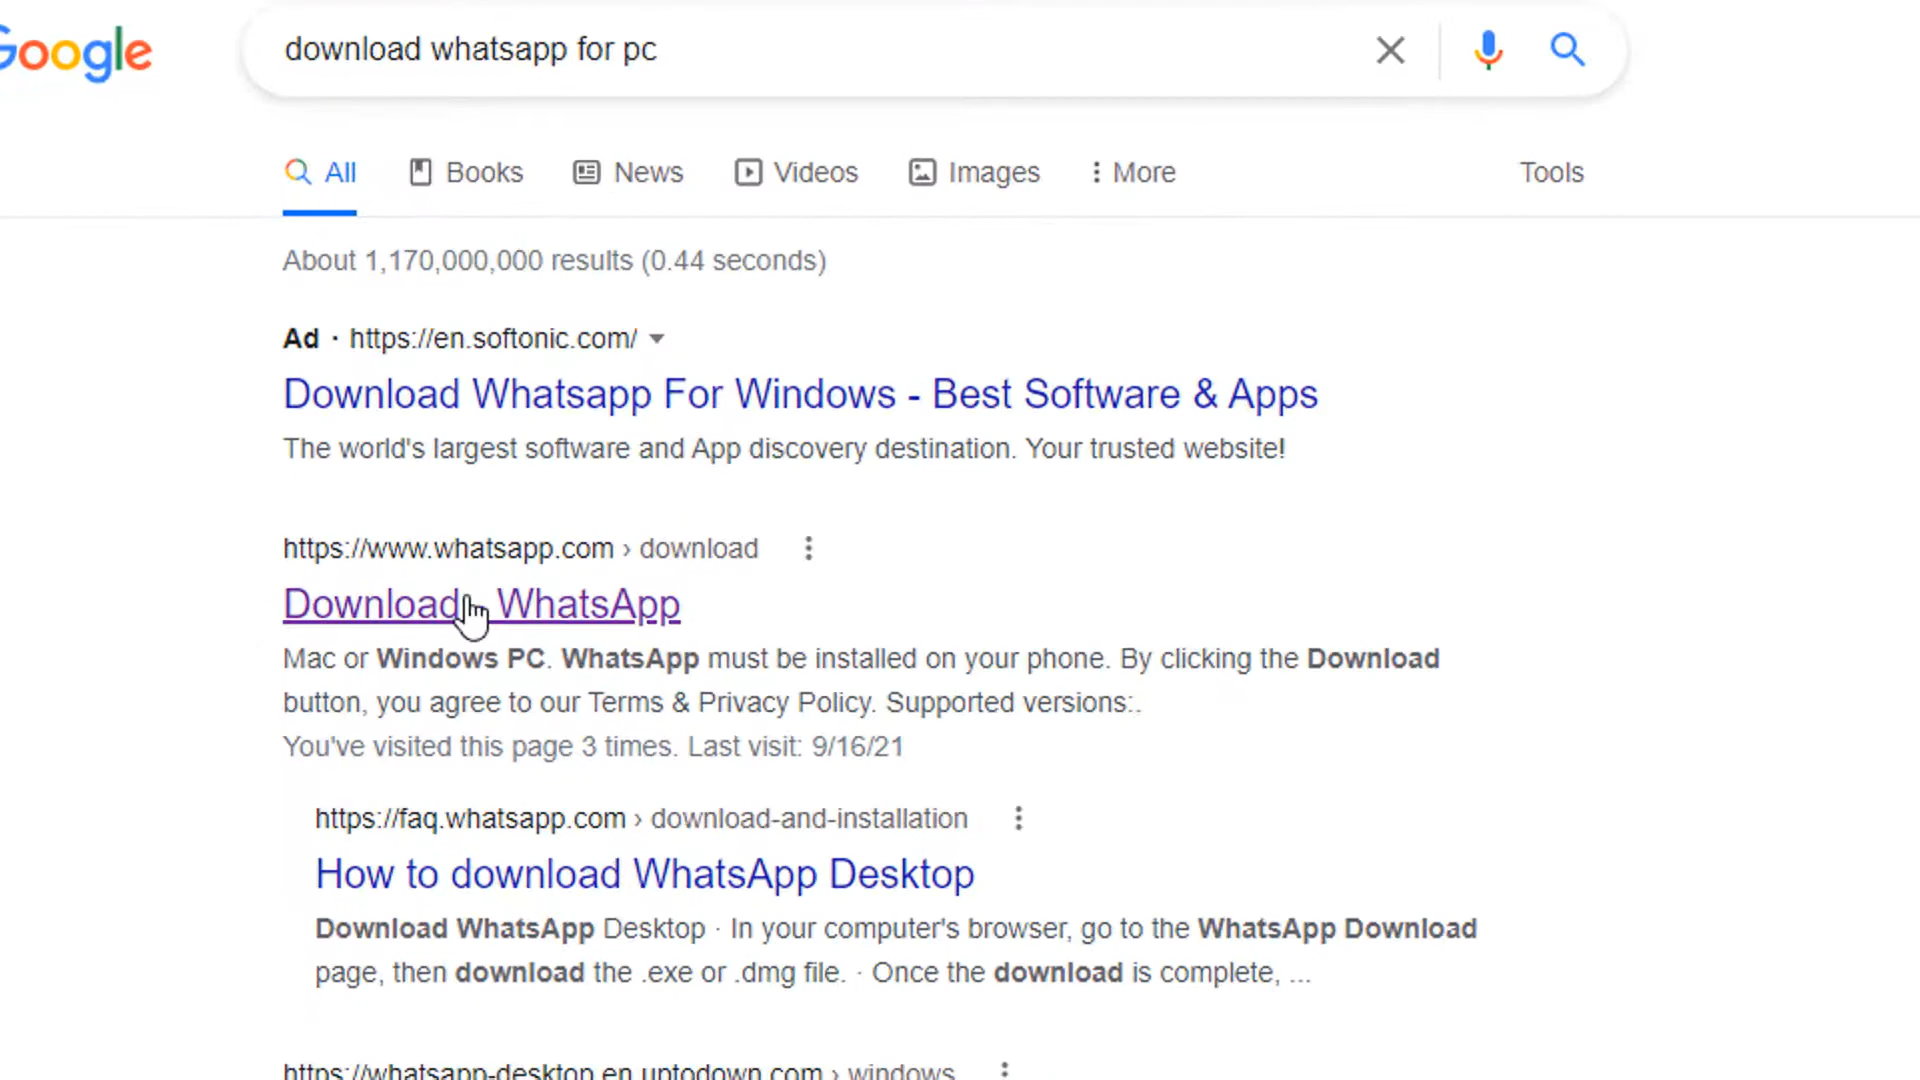 Google
download whatsapp for pc
All Books News Videos Images More Tools
About 1,170,000,000 results (0.44 seconds)
Ad · https://en.softonic.com/
Download Whatsapp For Windows - Best Software & Apps
The world's largest software and App discovery destination. Your trusted website!
https://www.whatsapp.com › download
Download WhatsApp
Mac or Windows PC. WhatsApp must be installed on your phone. By clicking the Download
button, you agree to our Terms & Privacy Policy. Supported versions:.
You've visited this page 3 times. Last visit: 9/16/21
https://faq.whatsapp.com › download-and-installation
How to download WhatsApp Desktop
Download WhatsApp Desktop · In your computer's browser, go to the WhatsApp Download
page, then download the .exe or .dmg file. · Once the download is complete, ...
https://whatsapp-desktop.en.uptodown.com › windows